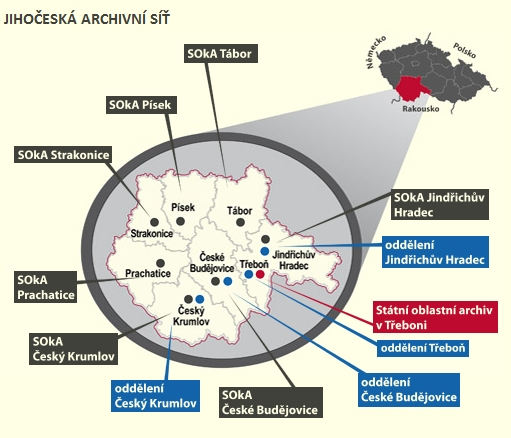 JIHOČESKÁ ARCHIVNÍ SÍŤ
Německo
Polsko
Rakousko
SOkA Tábor
SOkA Písek
SOkA Strakonice
SOkA Jindřichův
Hradec
oddělení
Jindřichův Hradec
Státní oblastní archiv
v Třeboni
oddělení Třeboň
oddělení
České Budějovice
SOkA
České Budějovice
oddělení
Český Krumlov
SOkA
Český Krumlov
SOkA
Prachatice
Písek
Tábor
Strakonice
Jindřichův
Hradec
České
Budějovice
Třeboň
Prachatice
Český
Krumlov